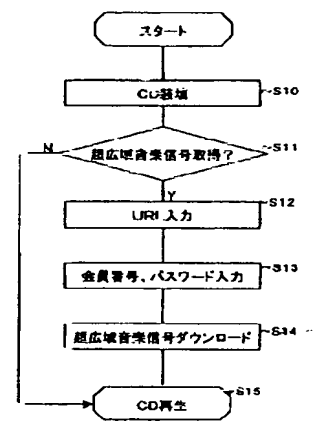 スタート
CD装填
S10
超広域音楽信号取得？
S11
N
Y
URL入力
S12
会員番号、パスワード入力
S13
超広域音楽信号ダウンロード
S14
CD再生
S15